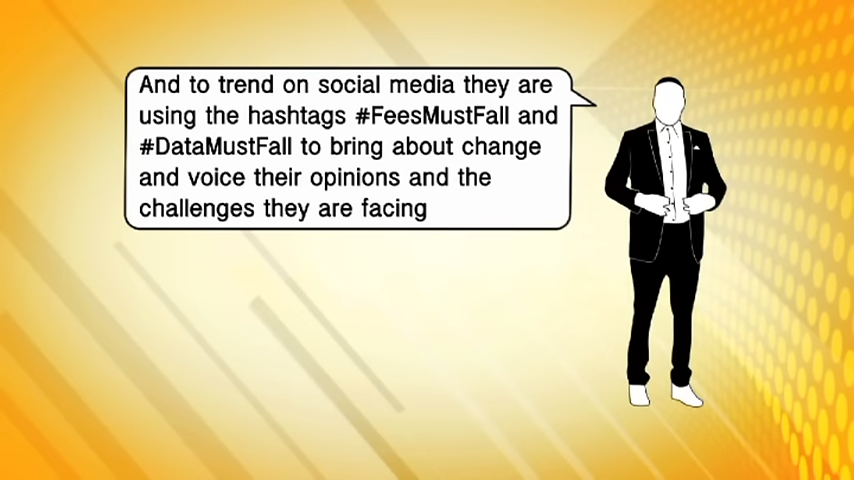 And to trend on social media they are
using the hashtags #FeesMustFall and
#DataMustFall to bring about change
and voice their opinions and the
challenges they are facing